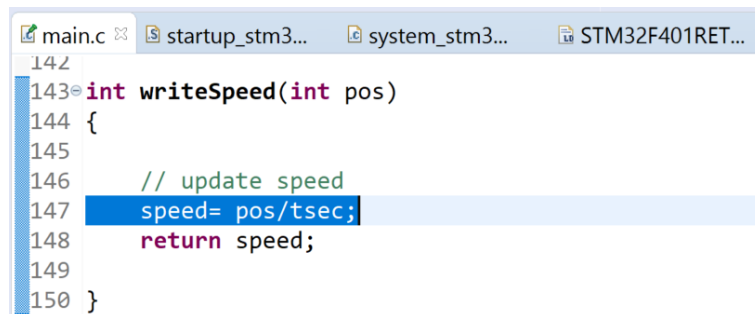 main.c startup_stm3... system_stm3... STM32F401RET...
142
143 int writeSpeed(int pos)
144 {
145
146 // update speed
147 speed= pos/tsec;
148 return speed;
149
150 }